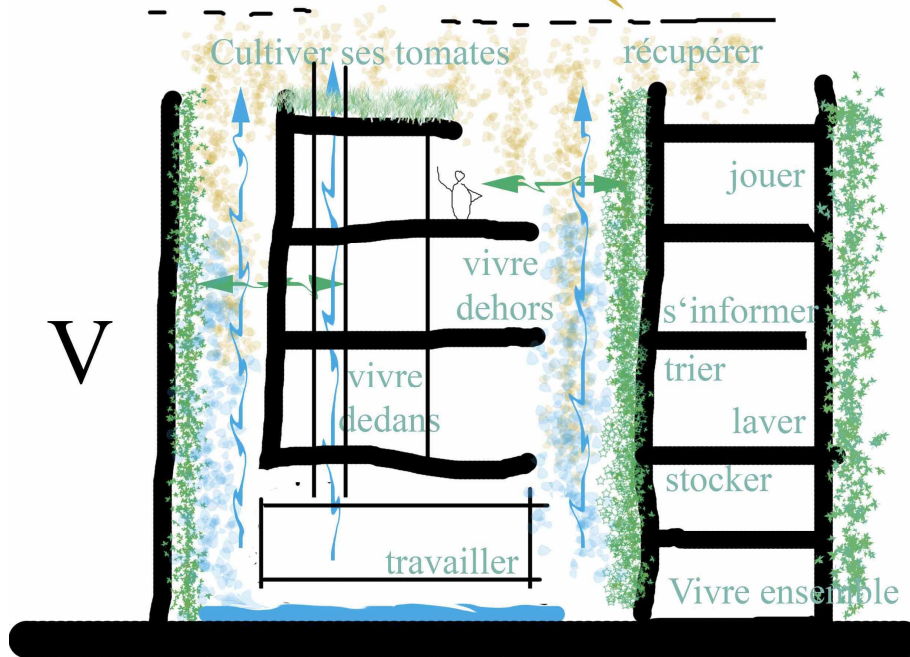 Cultiver ses tomates
récupérer
jouer
vivre
dehors
V
s‘informer
vivre
dedans
trier
laver
stocker
travailler
Vivre ensemble